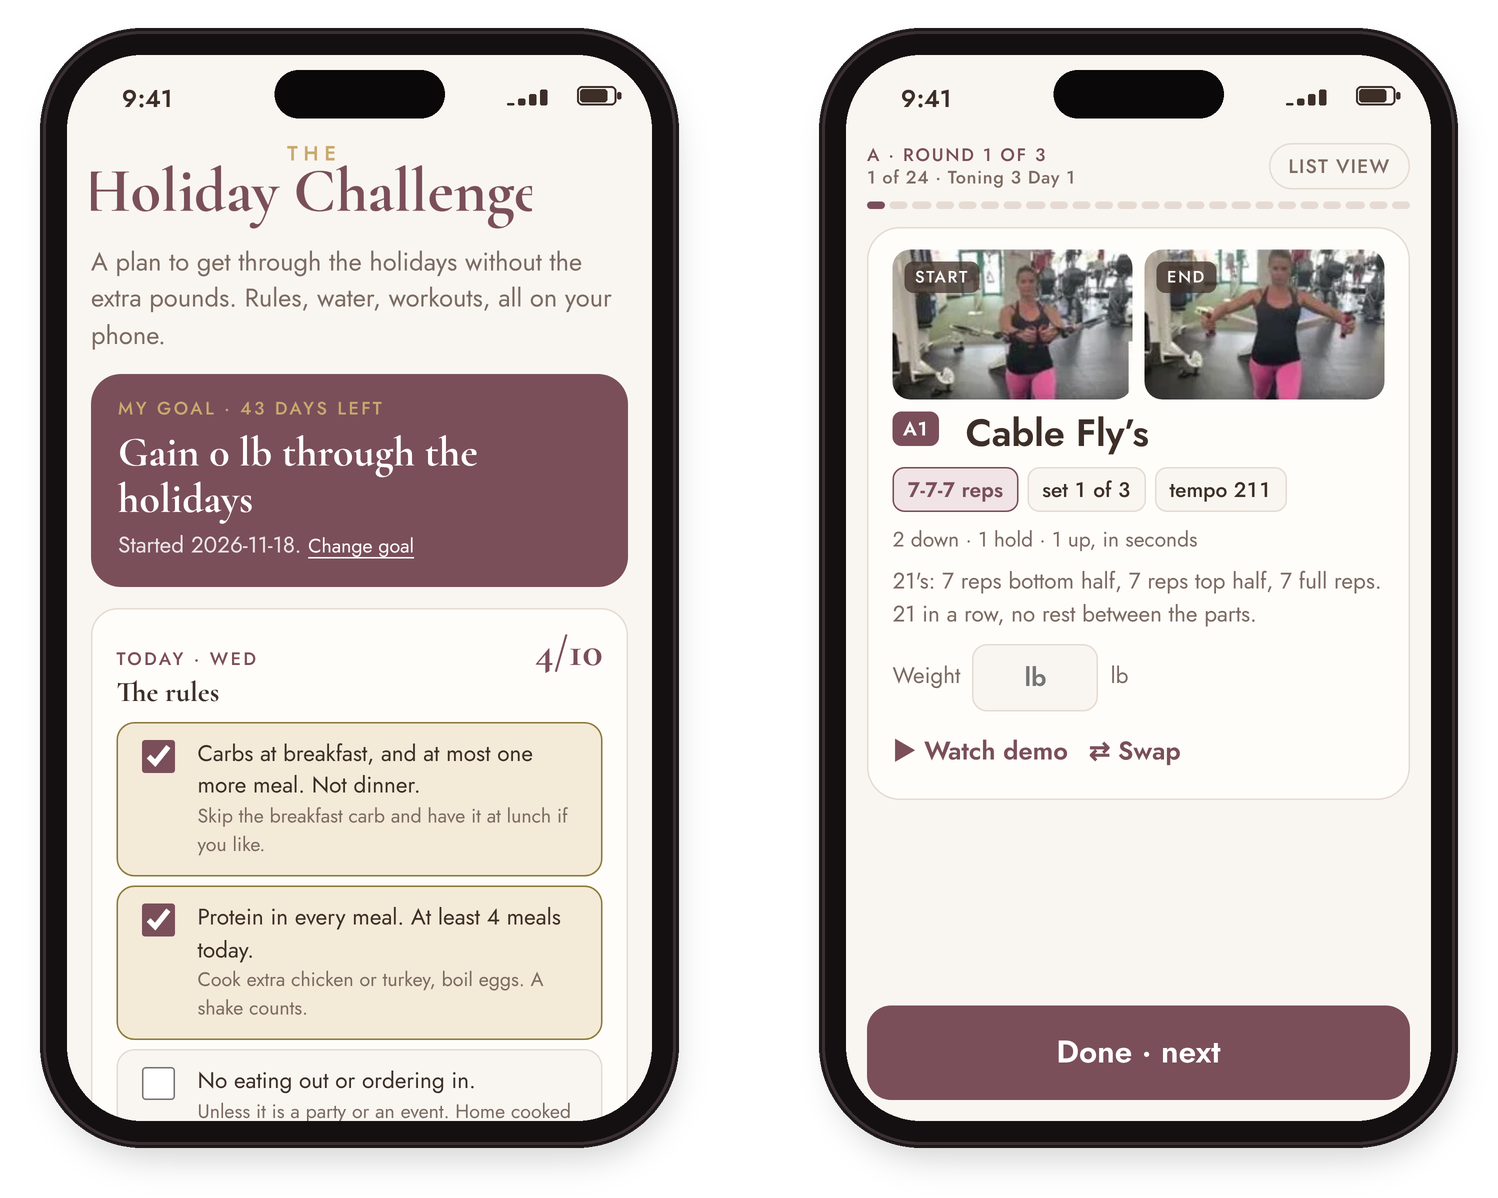 9:41
THE
Holiday Challenge
A plan to get through the holidays without the
extra pounds. Rules, water, workouts, all on your
phone.
MY GOAL · 43 DAYS LEFT
Gain 0 lb through the
holidays
Started 2026-11-18. Change goal
TODAY · WED
4/10
The rules
Carbs at breakfast, and at most one
more meal. Not dinner.
Skip the breakfast carb and have it at lunch if
you like.
Protein in every meal. At least 4 meals
today.
Cook extra chicken or turkey, boil eggs. A
shake counts.
No eating out or ordering in.
Unless it is a party or an event. Home cooked
9:41
A · ROUND 1 OF 3
1 of 24 · Toning 3 Day 1
LIST VIEW
START
END
A1 Cable Fly’s
7-7-7 reps
set 1 of 3
tempo 211
2 down · 1 hold · 1 up, in seconds
21's: 7 reps bottom half, 7 reps top half, 7 full reps.
21 in a row, no rest between the parts.
Weight lb lb
▶ Watch demo ⇄ Swap
Done · next